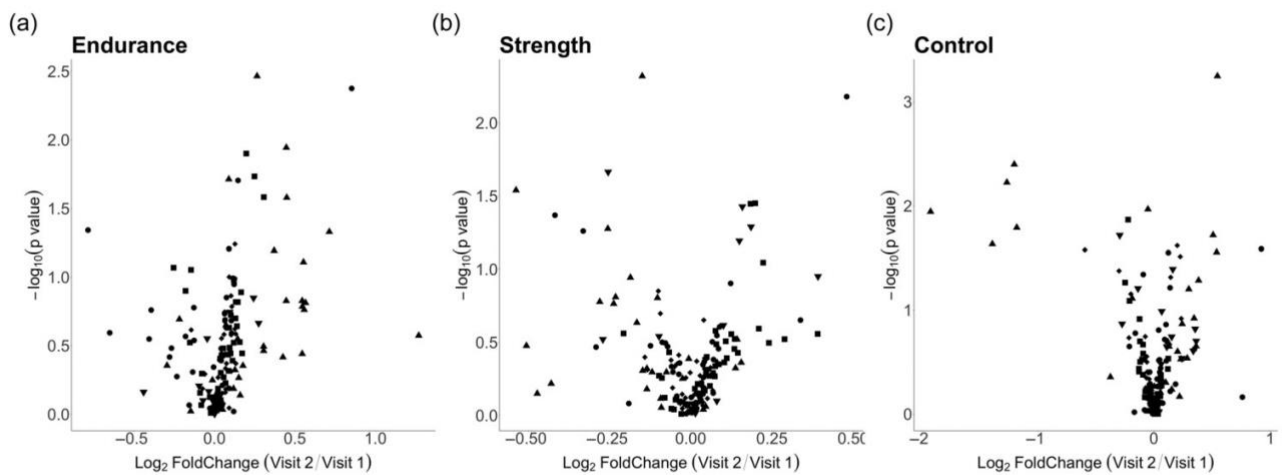 (a)
Endurance
−log10(p value)
2.5
2.0
1.5
1.0
0.5
0.0
−0.5
0.0
0.5
1.0
Log2 FoldChange (Visit 2/Visit 1)
(b)
Strength
−log10(p value)
2.0
1.5
1.0
0.5
0.0
−0.50
−0.25
0.00
0.25
0.50
Log2 FoldChange (Visit 2/Visit 1)
(c)
Control
−log10(p value)
3
2
1
0
−2
−1
0
1
Log2 FoldChange (Visit 2/Visit 1)